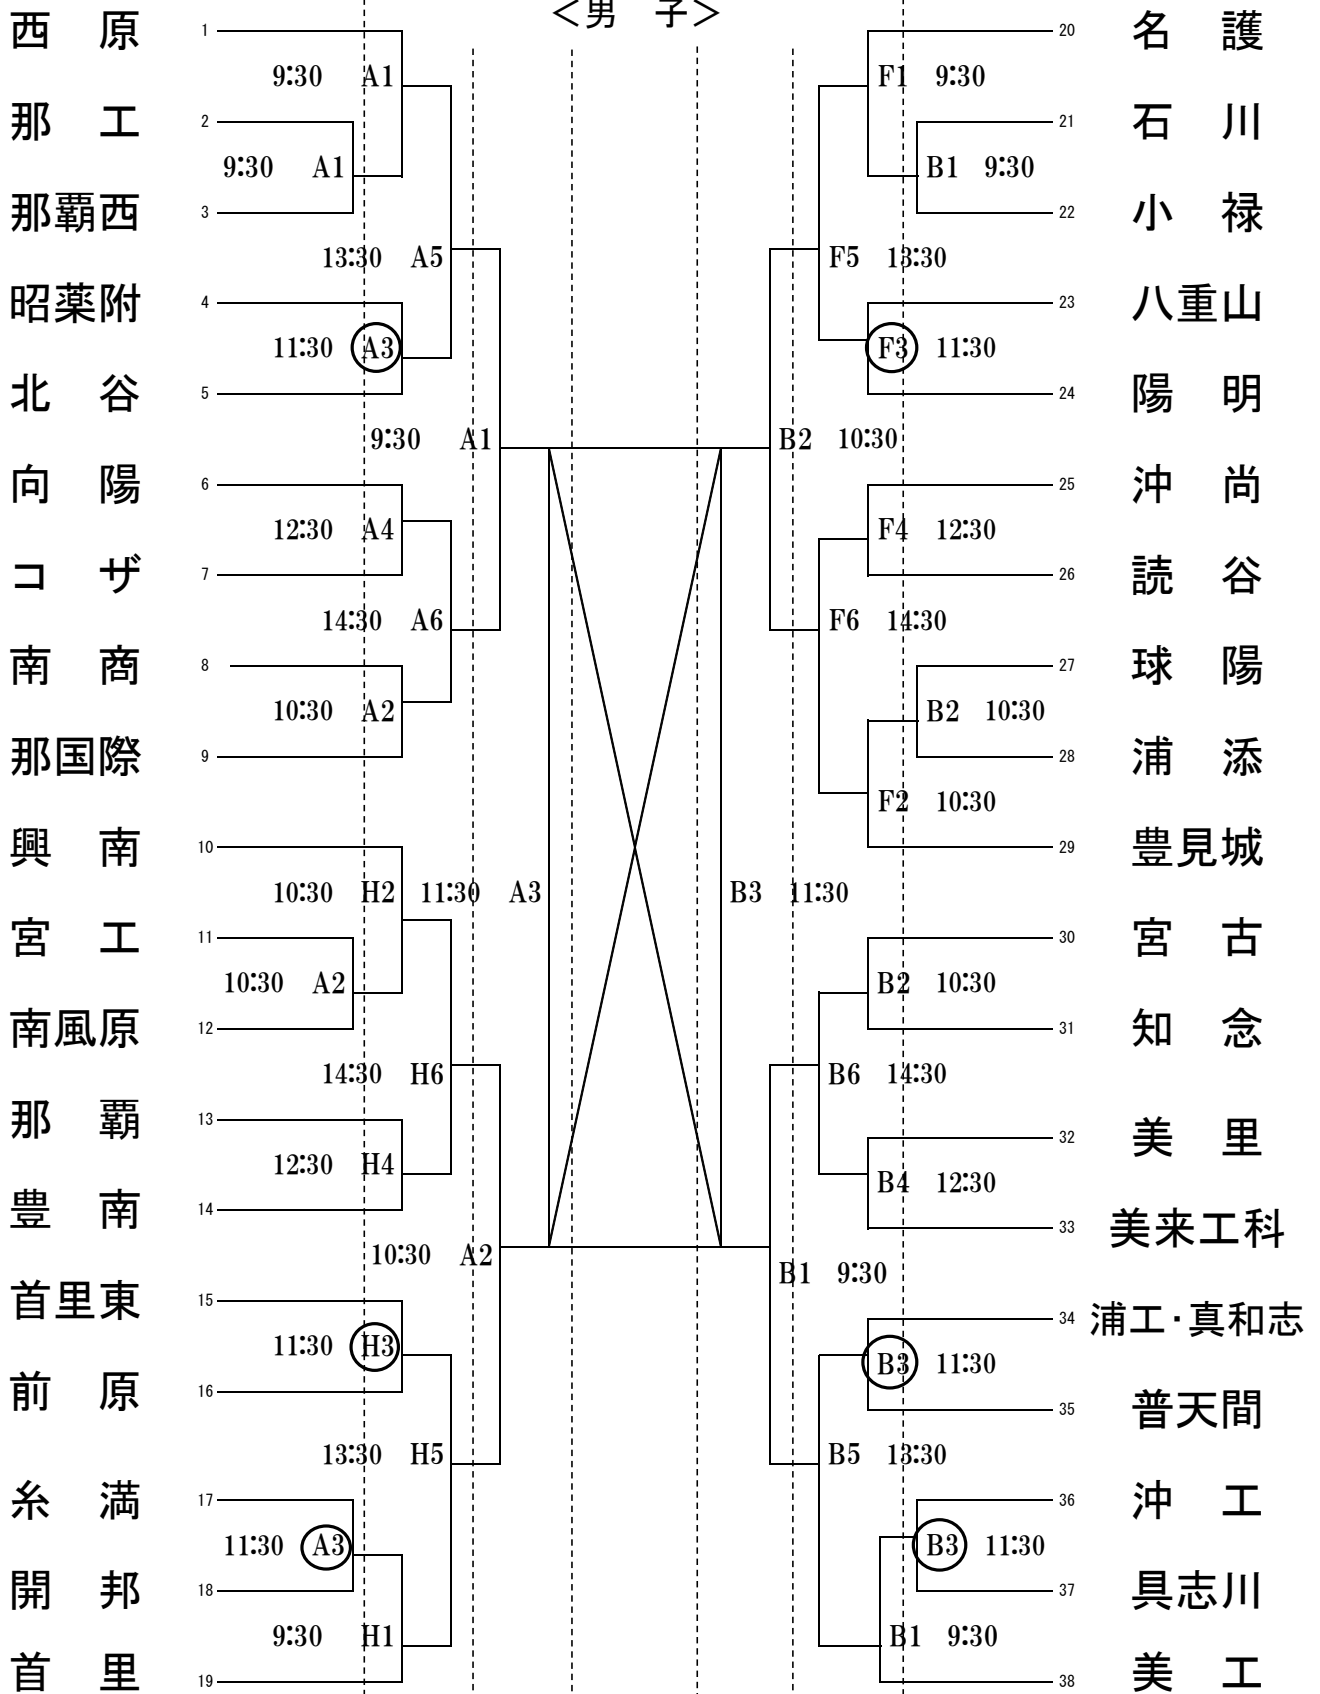 ＜男　子＞
西　原 1 20 名　護
9:30 A1 F1 9:30
那　工 2 21 石　川
9:30 A1 B1 9:30
那覇西 3 22 小　禄
13:30 A5 F5 13:30
昭薬附 4 23 八重山
11:30 A3 F3 11:30
北　谷 5 24 陽　明
9:30 A1 B2 10:30
向　陽 6 25 沖　尚
12:30 A4 F4 12:30
コ　ザ 7 26 読　谷
14:30 A6 F6 14:30
南　商 8 27 球　陽
10:30 A2 B2 10:30
那国際 9 28 浦　添
F2 10:30
興　南 10 29 豊見城
10:30 H2 11:30 A3 B3 11:30
宮　工 11 30 宮　古
10:30 A2 B2 10:30
南風原 12 31 知　念
14:30 H6 B6 14:30
那　覇 13 32 美　里
12:30 H4 B4 12:30
豊　南 14 33 美来工科
10:30 A2 B1 9:30
首里東 15 34 浦工・真和志
11:30 H3 B3 11:30
前　原 16 35 普天間
13:30 H5 B5 13:30
糸　満 17 36 沖　工
11:30 A3 B3 11:30
開　邦 18 37 具志川
9:30 H1 B1 9:30
首　里 19 38 美　工